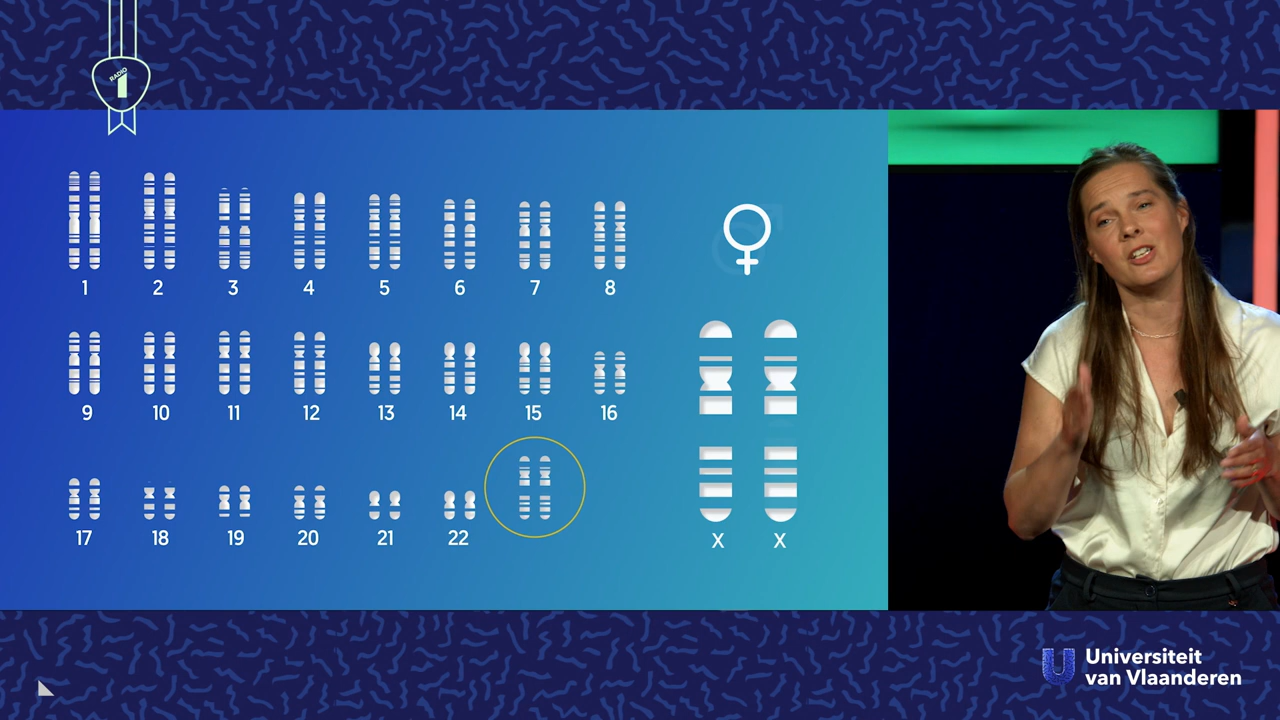 RADIO
1
1 2 3 4 5 6 7 8
9 10 11 12 13 14 15 16
17 18 19 20 21 22
X X
Universiteit
van Vlaanderen